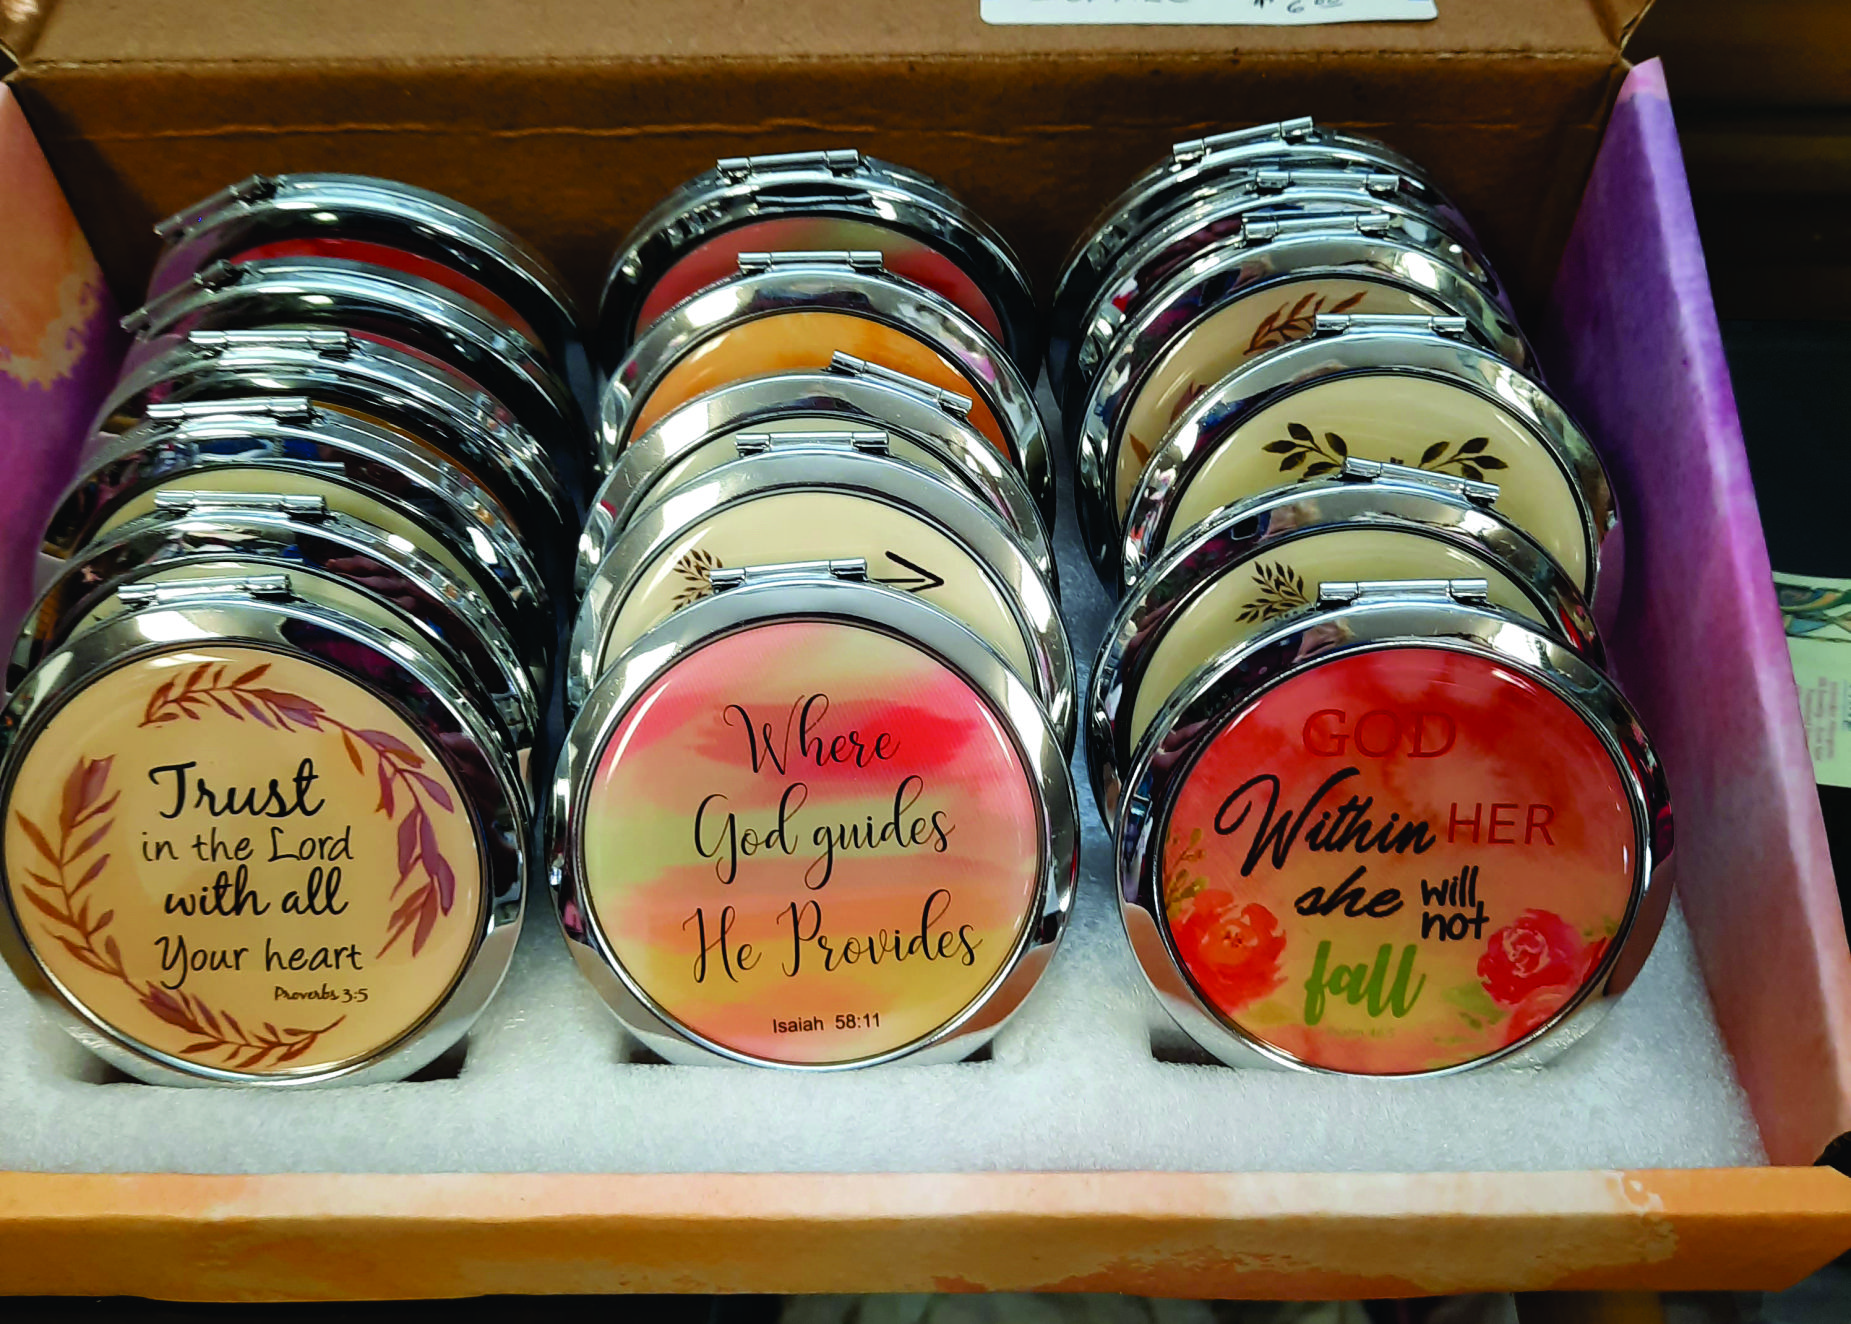 Trust
in the Lord
with all
Your heart
Proverbs 3:5
Where
God guides
He Provides
Isaiah 58:11
GOD
Within HER
she will
not
fall